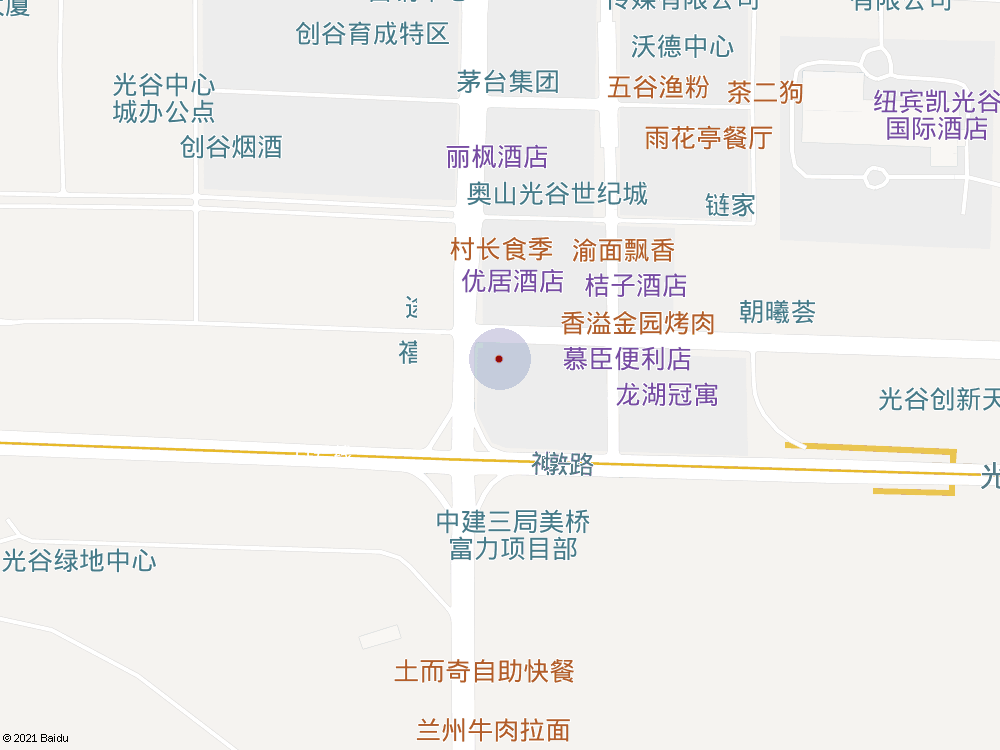 创谷育成特区
沃德中心
光谷中心
城办公点
茅台集团
五谷渔粉
茶二狗
纽宾凯光谷
国际酒店
创谷烟酒
丽枫酒店
雨花亭餐厅
奥山光谷世纪城
链家
村长食季
渝面飘香
优居酒店
桔子酒店
朝曦荟
香溢金园烤肉
慕臣便利店
龙湖冠寓
光谷创新天
神敦路
光
中建三局美桥
富力项目部
光谷绿地中心
土而奇自助快餐
兰州牛肉拉面
© 2021 Baidu